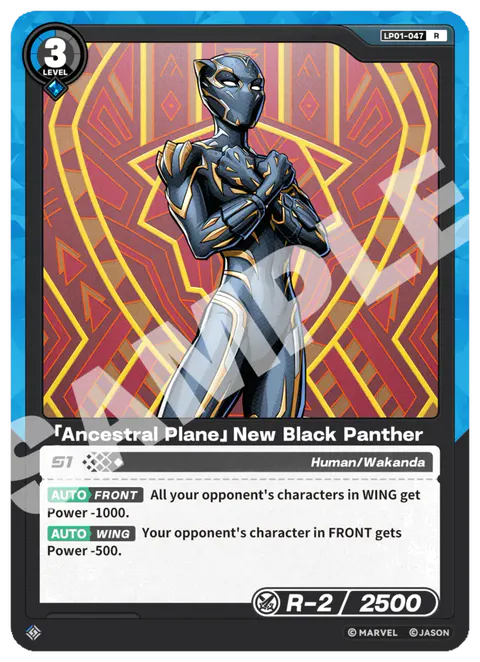 3
LEVEL
LP01-047 R
SAMPLE
「Ancestral Plane」 New Black Panther
S1
Human/Wakanda
AUTO FRONT All your opponent's characters in WING get
Power -1000.
AUTO WING Your opponent's character in FRONT gets
Power -500.
R-2 / 2500
©MARVEL ©JASON